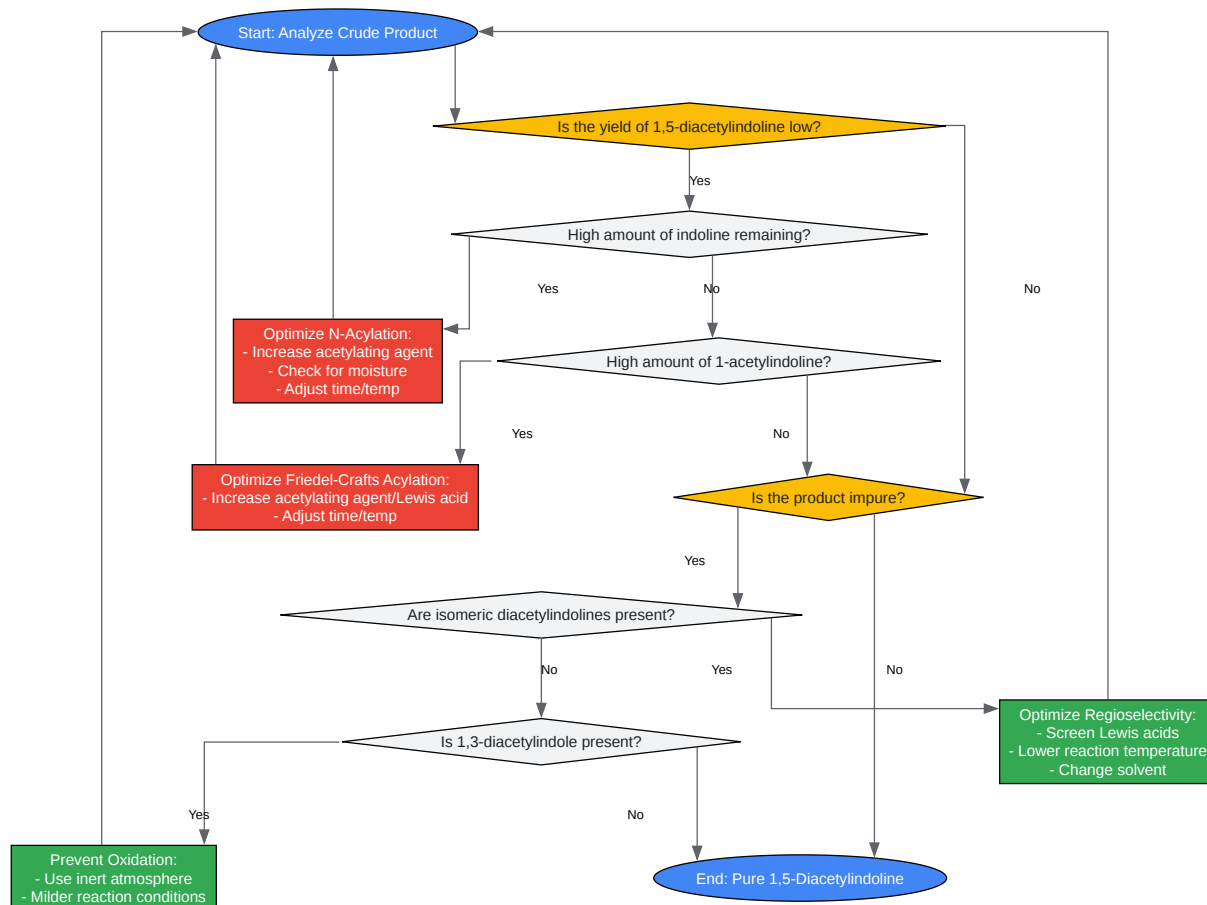 Start: Analyze Crude Product
Is the yield of 1,5-diacetylindoline low?
Yes
High amount of indoline remaining?
Yes
No
No
Optimize N-Acylation:
- Increase acetylating agent
- Check for moisture
- Adjust time/temp
High amount of 1-acetylindoline?
Yes
No
Optimize Friedel-Crafts Acylation:
- Increase acetylating agent/Lewis acid
- Adjust time/temp
Is the product impure?
Yes
Are isomeric diacetylindolines present?
No
Yes
No
Optimize Regioselectivity:
- Screen Lewis acids
- Lower reaction temperature
- Change solvent
Is 1,3-diacetylindole present?
Yes
No
Prevent Oxidation:
- Use inert atmosphere
- Milder reaction conditions
End: Pure 1,5-Diacetylindoline